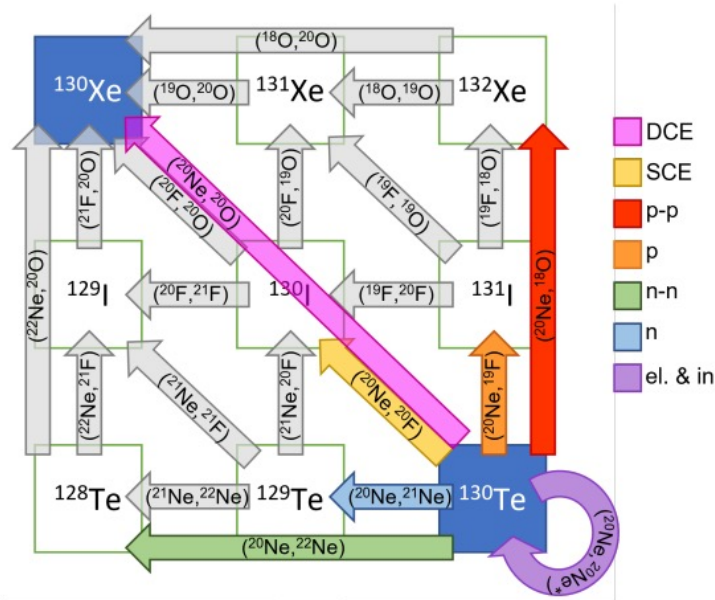 (¹⁸O,²⁰O)
¹³⁰Xe
(¹⁹O,²⁰O)
¹³¹Xe
(¹⁸O,¹⁹O)
¹³²Xe
(²¹F,²⁰O)
(²⁰Ne,²⁰O)
(²⁰F,²⁰O)
(²⁰F,¹⁹O)
(¹⁹F,¹⁹O)
(¹⁹F,¹⁸O)
(²²Ne,²⁰O)
¹²⁹I
(²⁰F,²¹F)
¹³⁰I
(¹⁹F,²⁰F)
¹³¹I
(²⁰Ne,¹⁸O)
(²²Ne,²¹F)
(²¹Ne,²¹F)
(²¹Ne,²⁰F)
(²⁰Ne,²⁰F)
(²⁰Ne,¹⁹F)
¹²⁸Te
(²¹Ne,²²Ne)
¹²⁹Te
(²⁰Ne,²¹Ne)
¹³⁰Te
(²⁰Ne,²⁰Ne*)
(²⁰Ne,²²Ne)
DCE
SCE
p-p
p
n-n
n
el. & in